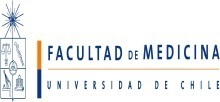 FACULTAD DE MEDICINA
UNIVERSIDAD DE CHILE